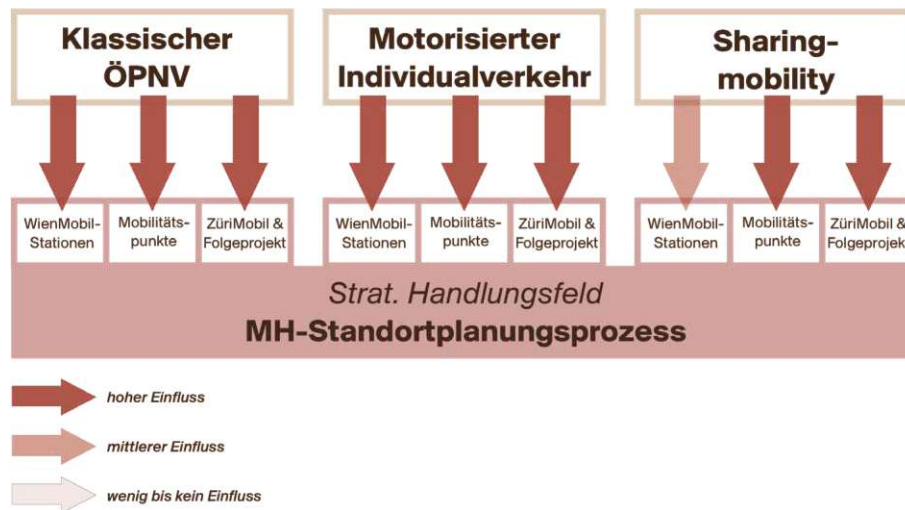 Klassischer
ÖPNV
Motorisierter
Individualverkehr
Sharing-
mobility
WienMobil-
Stationen
Mobilitäts-
punkte
ZüriMobil &
Folgeprojekt
WienMobil-
Stationen
Mobilitäts-
punkte
ZüriMobil &
Folgeprojekt
WienMobil-
Stationen
Mobilitäts-
punkte
ZüriMobil &
Folgeprojekt
Strat. Handlungsfeld
MH-Standortplanungsprozess
hoher Einfluss
mittlerer Einfluss
wenig bis kein Einfluss